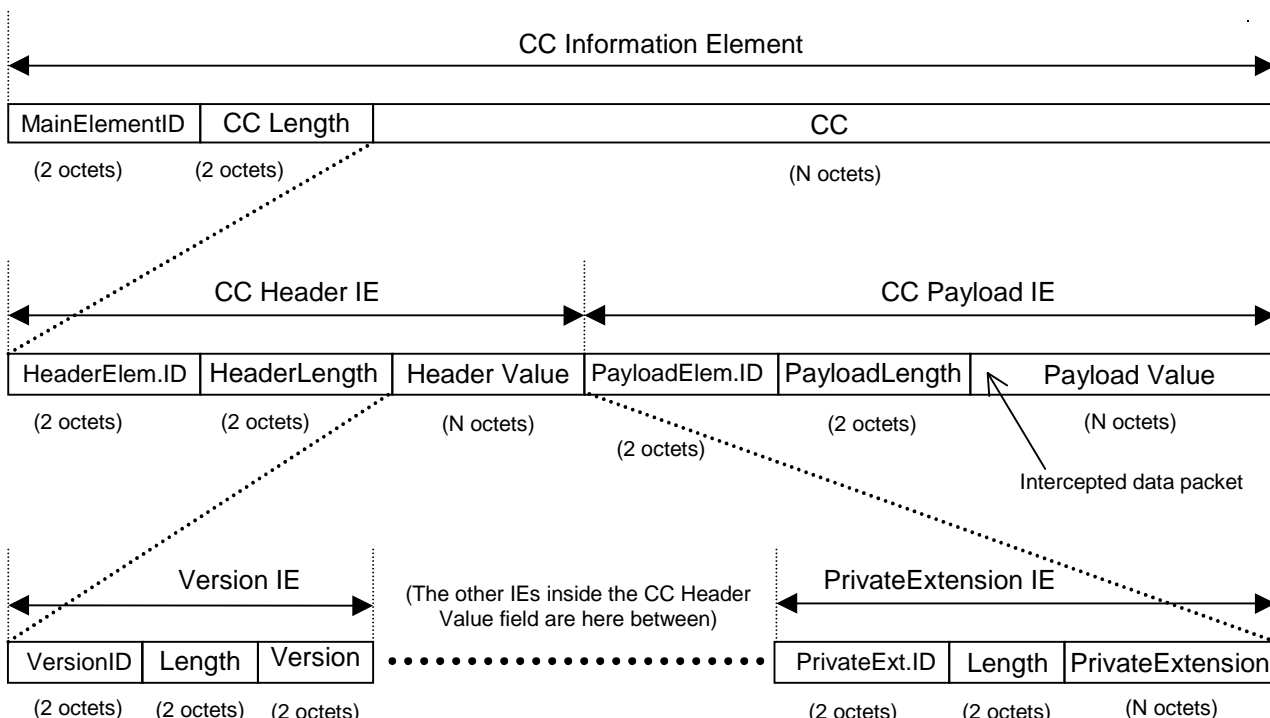 CC Information Element
MainElementID CC Length CC
(2 octets) (2 octets) (N octets)
CC Header IE CC Payload IE
HeaderElem.ID HeaderLength Header Value PayloadElem.ID PayloadLength Payload Value
(2 octets) (2 octets) (N octets) (2 octets) (2 octets) (N octets)
Intercepted data packet
Version IE (The other IEs inside the CC Header PrivateExtension IE
Value field are here between)
VersionID Length Version PrivateExt.ID Length PrivateExtension
(2 octets) (2 octets) (2 octets) (2 octets) (2 octets) (N octets)